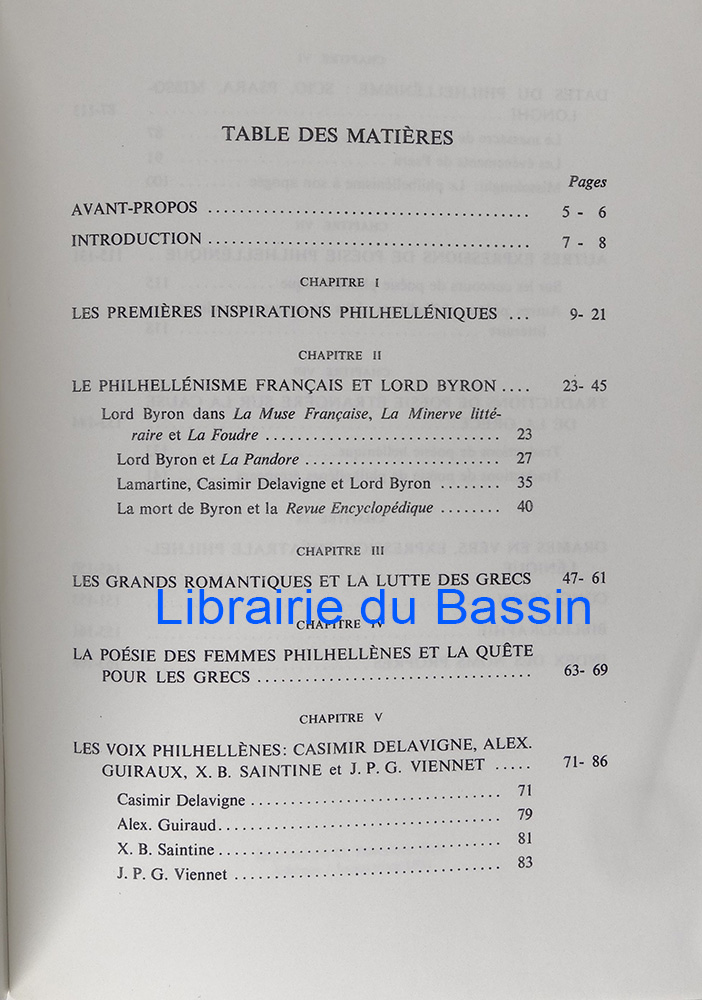 TABLE DES MATIÈRES
Pages
AVANT-PROPOS ........................................ 5 - 6
INTRODUCTION ........................................ 7 - 8
CHAPITRE I
LES PREMIÈRES INSPIRATIONS PHILHELLÉNIQUES ... 9- 21
CHAPITRE II
LE PHILHELLÉNISME FRANÇAIS ET LORD BYRON .... 23- 45
Lord Byron dans La Muse Française, La Minerve litté-
raire et La Foudre .............................. 23
Lord Byron et La Pandore ......................... 27
Lamartine, Casimir Delavigne et Lord Byron ........ 35
La mort de Byron et la Revue Encyclopédique ........ 40
CHAPITRE III
LES GRANDS ROMANTIQUES ET LA LUTTE DES GRECS 47- 61
Librairie du Bassin
CHAPITRE IV
LA POÉSIE DES FEMMES PHILHELLÈNES ET LA QUÊTE
POUR LES GRECS .................................. 63- 69
CHAPITRE V
LES VOIX PHILHELLÈNES: CASIMIR DELAVIGNE, ALEX.
GUIRAUX, X. B. SAINTINE et J. P. G. VIENNET ..... 71- 86
Casimir Delavigne ................................ 71
Alex. Guiraud .................................... 79
X. B. Saintine .................................... 81
J. P. G. Viennet .................................. 83